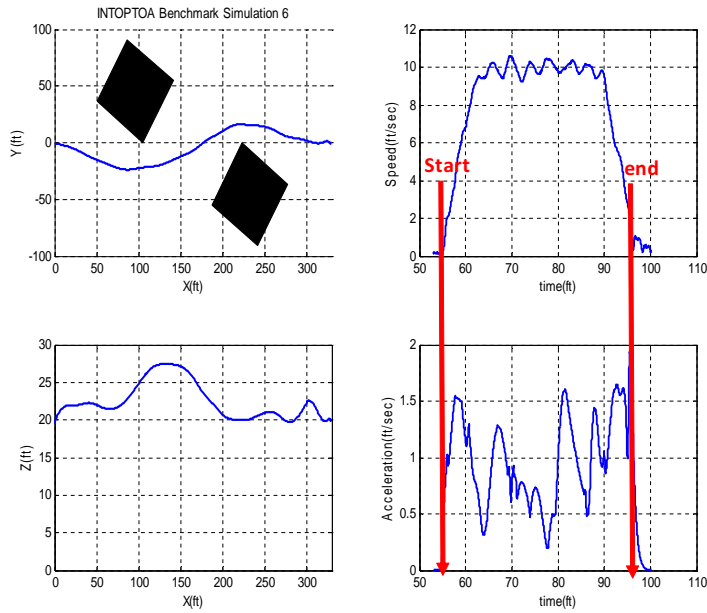 INTOPTOA Benchmark Simulation 6
100
50
0
-50
-100
Y (ft)
0 50 100 150 200 250 300
X(ft)
12
10
8
6
4
2
0
Speed(ft/sec)
Start
end
50 60 70 80 90 100 110
time(ft)
30
25
20
15
10
5
0
Z(ft)
0 50 100 150 200 250 300
X(ft)
2
1.5
1
0.5
0
Acceleration(ft/sec)
50 60 70 80 90 100 110
time(ft)